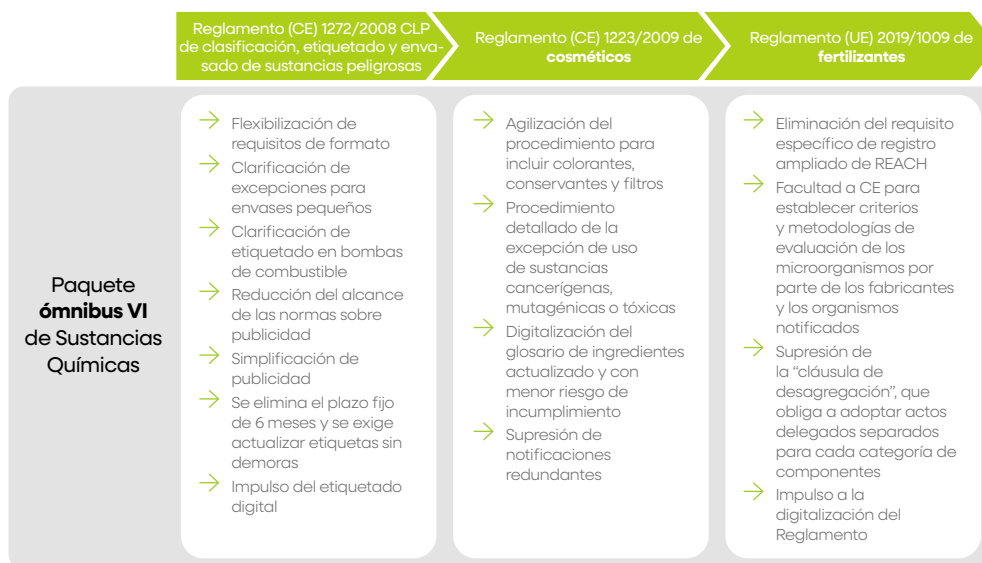 Reglamento (CE) 1272/2008 CLP
de clasificación, etiquetado y enva-
sado de sustancias peligrosas
Reglamento (CE) 1223/2009 de
cosméticos
Reglamento (UE) 2019/1009 de
fertilizantes
Paquete
ómnibus VI
de Sustancias
Químicas
Flexibilización de
requisitos de formato
Clarificación de
excepciones para
envases pequeños
Clarificación de
etiquetado en bombas
de combustible
Reducción del alcance
de las normas sobre
publicidad
Simplificación de
publicidad
Se elimina el plazo fijo
de 6 meses y se exige
actualizar etiquetas sin
demoras
Impulso del etiquetado
digital
Agilización del
procedimiento para
incluir colorantes,
conservantes y filtros
Procedimiento
detallado de la
excepción de uso
de sustancias
cancerígenas,
mutagénicas o tóxicas
Digitalización del
glosario de ingredientes
actualizado y con
menor riesgo de
incumplimiento
Supresión de
notificaciones
redundantes
Eliminación del requisito
específico de registro
ampliado de REACH
Facultad a CE para
establecer criterios
y metodologías de
evaluación de los
microorganismos por
parte de los fabricantes
y los organismos
notificados
Supresión de
la “cláusula de
desagregación”, que
obliga a adoptar actos
delegados separados
para cada categoría de
componentes
Impulso a la
digitalización del
Reglamento